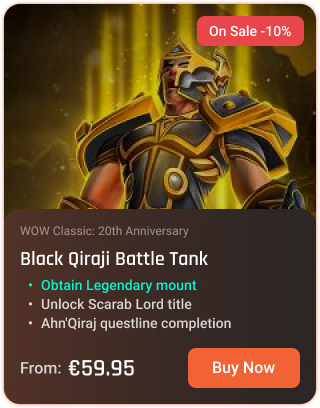 On Sale -10%
WOW Classic: 20th Anniversary
Black Qiraji Battle Tank
• Obtain Legendary mount
• Unlock Scarab Lord title
• Ahn'Qiraj questline completion
From: €59.95
Buy Now